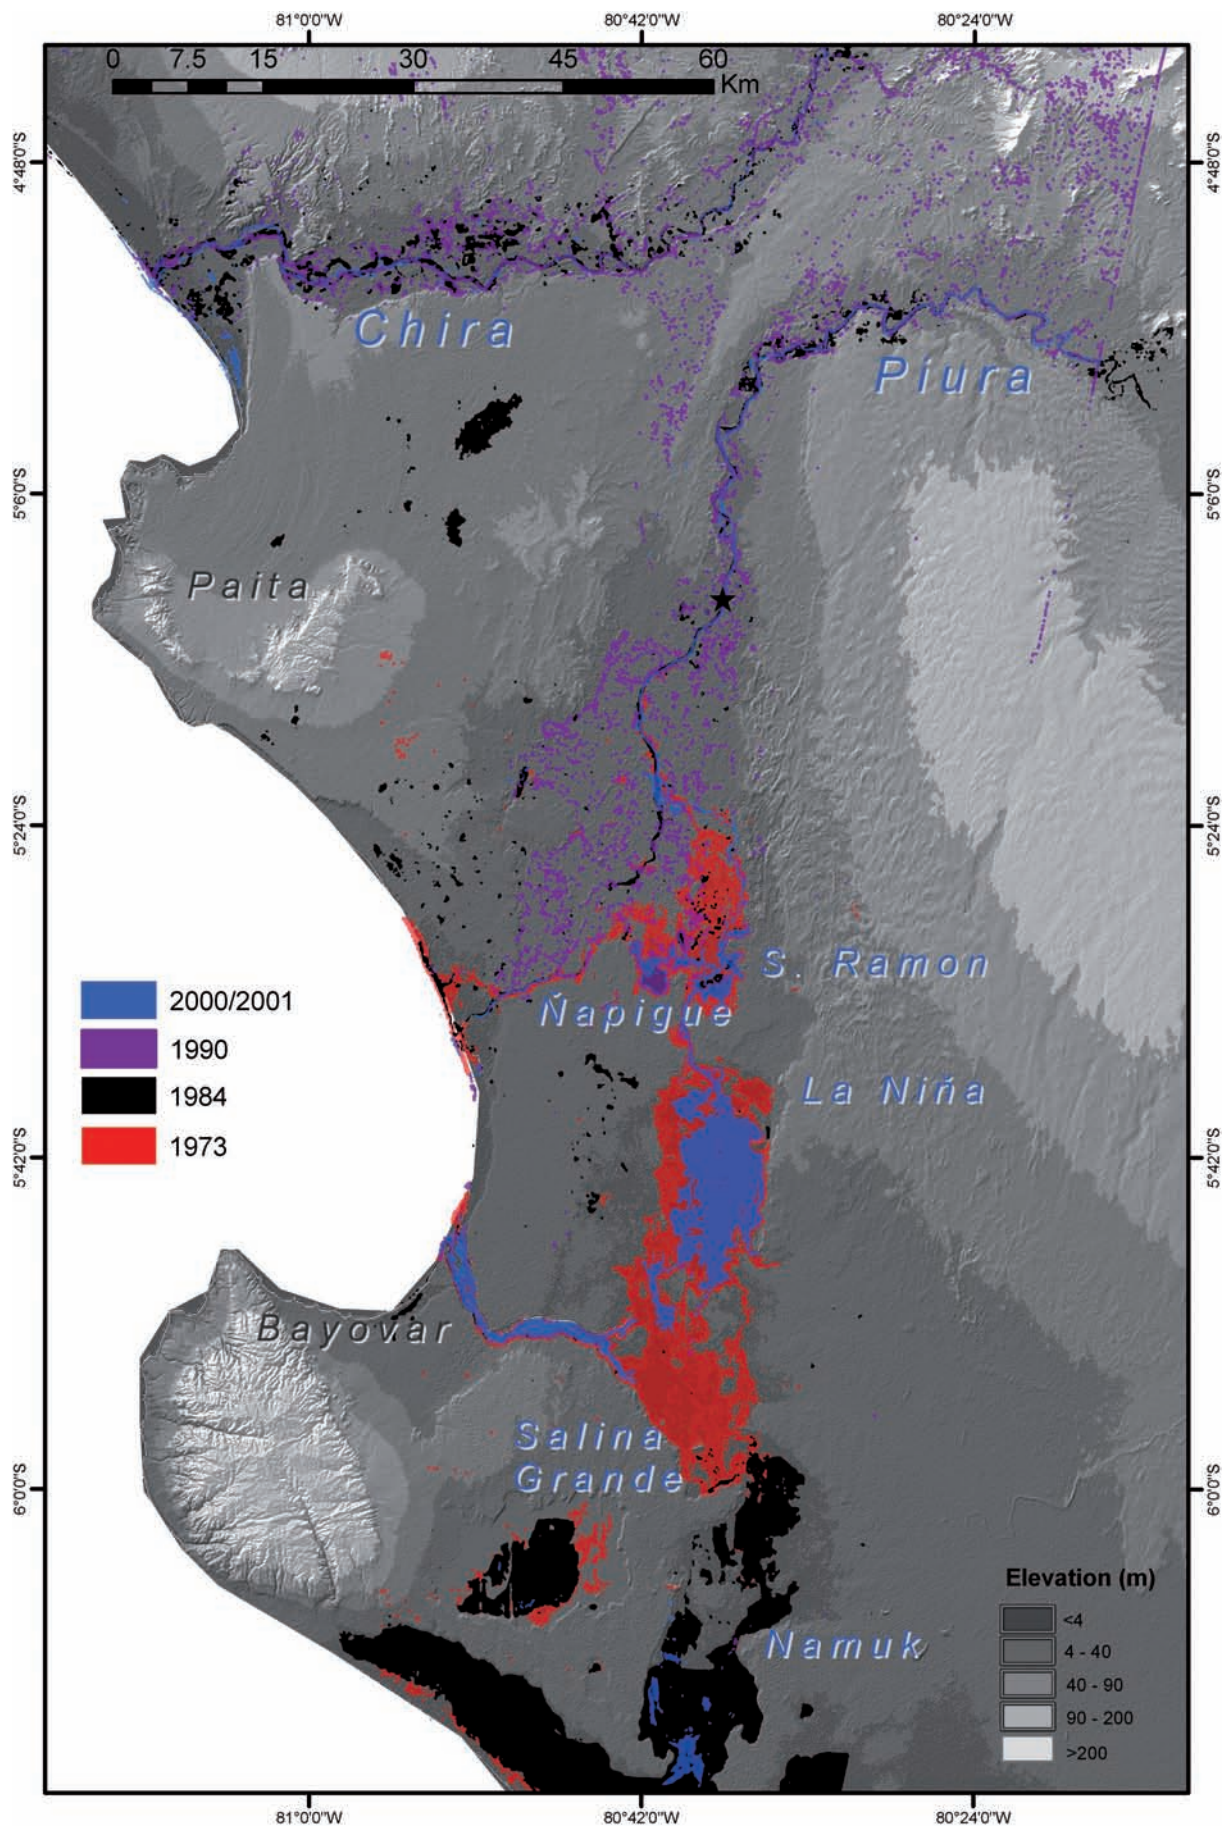 81°0'0"W 80°42'0"W 80°24'0"W
0 7.5 15 30 45 60
Km
4°48'0"S 4°48'0"S
Chira
Piura
5°6'0"S 5°6'0"S
Paita
5°24'0"S 5°24'0"S
S. Ramon
2000/2001
Ñapigue
1990
La Niña
1984
1973
5°42'0"S 5°42'0"S
Bayovar
Salina
Grande
6°0'0"S 6°0'0"S
Elevation (m)
<4
Namuk
4 - 40
40 - 90
90 - 200
>200
81°0'0"W 80°42'0"W 80°24'0"W